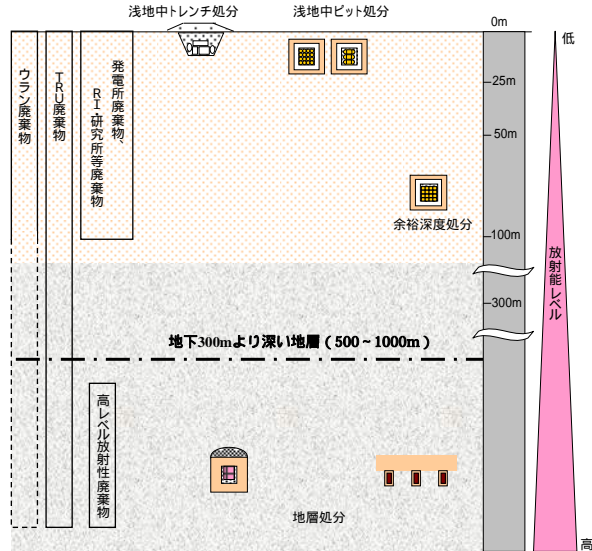 浅地中トレンチ処分
浅地中ピット処分
0m
低
ウラン廃棄物
TRU廃棄物
発電所廃棄物、
RI・研究所等廃棄物
-25m
-50m
余裕深度処分
-100m
放射能レベル
-300m
地下300mより深い地層（500~1000m）
高レベル放射性廃棄物
地層処分
高